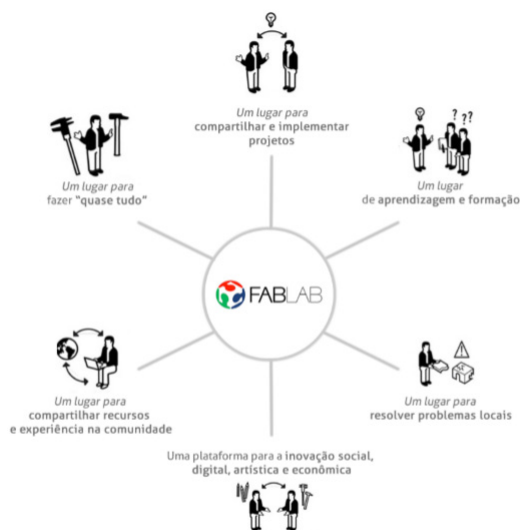 Um lugar para
compartilhar e implementar
projetos
Um lugar para
fazer "quase tudo"
? ??
Um lugar
de aprendizagem e formação
FABLAB
Um lugar para
compartilhar recursos
e experiência na comunidade
Um lugar para
resolver problemas locais
Uma plataforma para a inovação social,
digital, artística e econômica